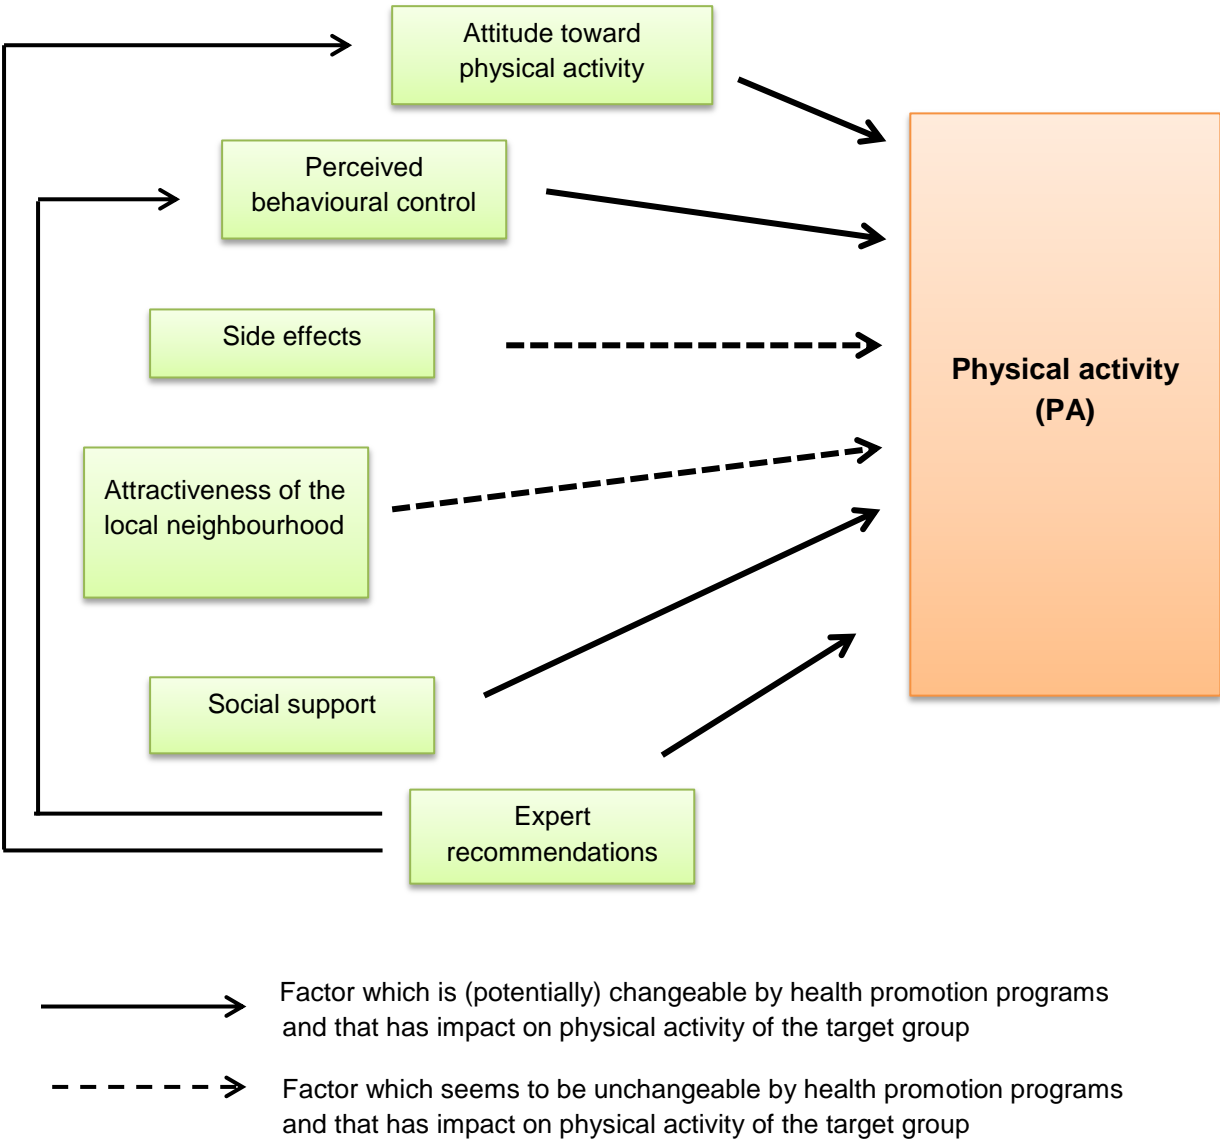 Attitude toward
physical activity
Perceived
behavioural control
Side effects
Physical activity
(PA)
Attractiveness of the
local neighbourhood
Social support
Expert
recommendations
Factor which is (potentially) changeable by health promotion programs
and that has impact on physical activity of the target group
Factor which seems to be unchangeable by health promotion programs
and that has impact on physical activity of the target group